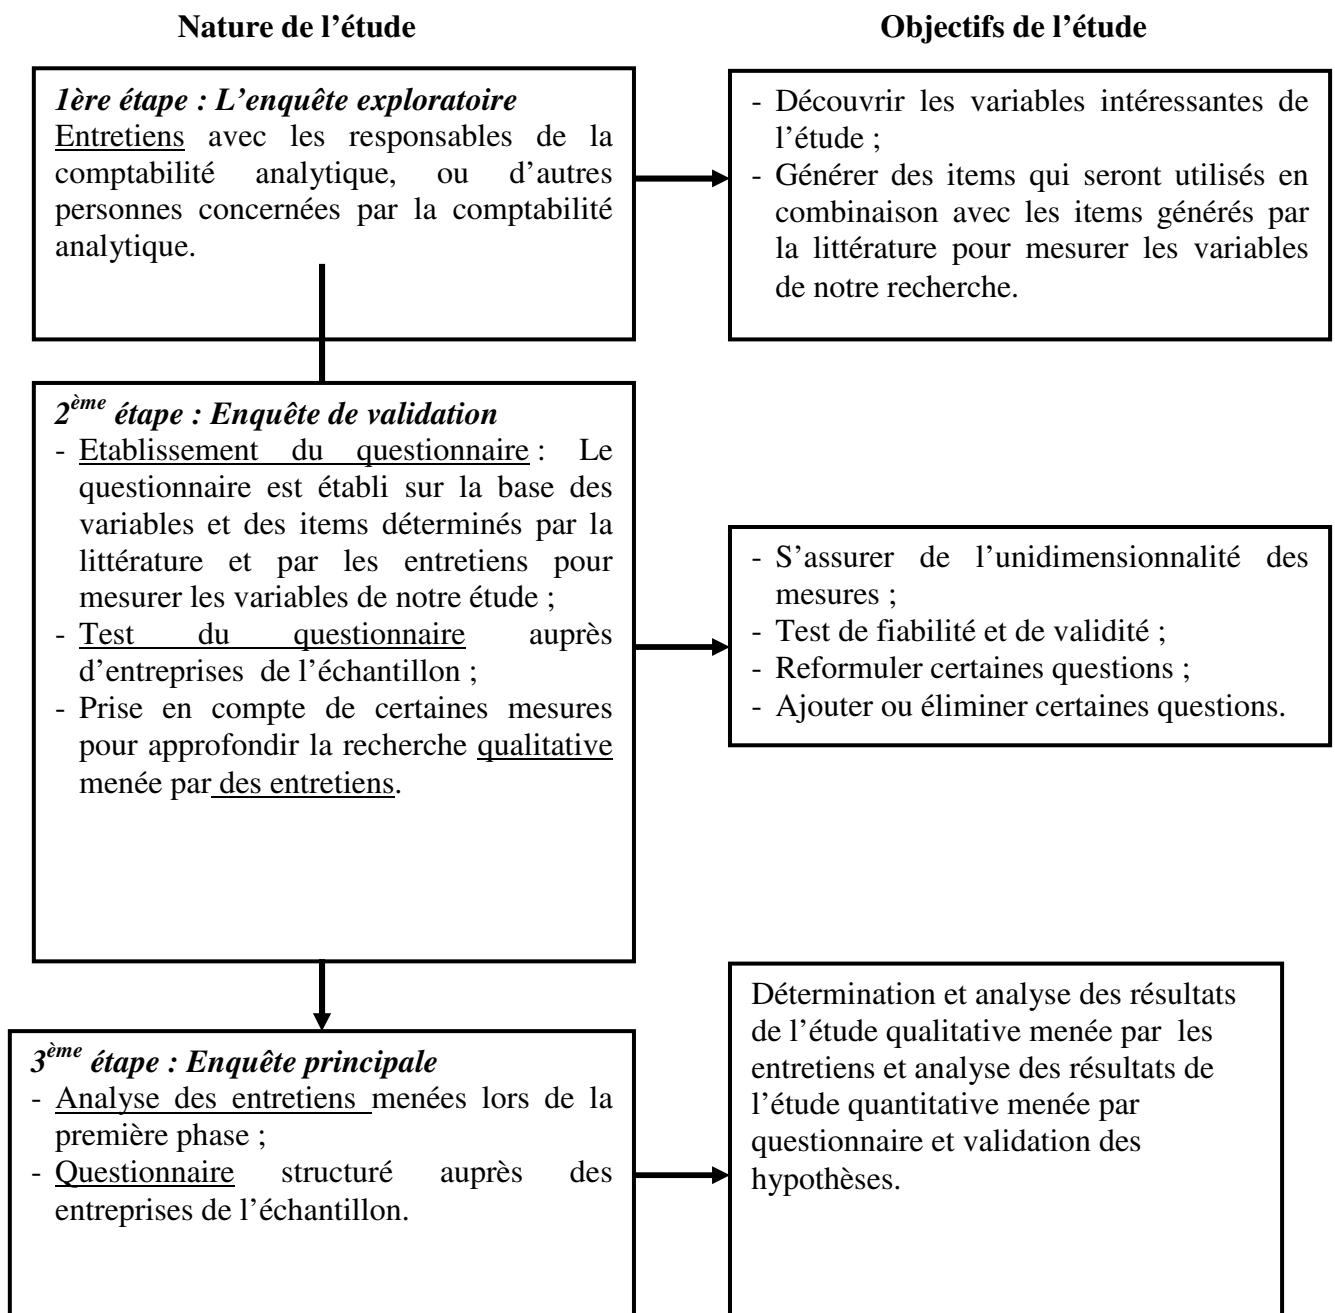 Nature de l’étude
Objectifs de l’étude
1ère étape : L’enquête exploratoire
Entretiens avec les responsables de la
comptabilité analytique, ou d’autres
personnes concernées par la comptabilité
analytique.
- Découvrir les variables intéressantes de
l’étude ;
- Générer des items qui seront utilisés en
combinaison avec les items générés par
la littérature pour mesurer les variables
de notre recherche.
2ème étape : Enquête de validation
- Etablissement du questionnaire : Le
questionnaire est établi sur la base des
variables et des items déterminés par la
littérature et par les entretiens pour
mesurer les variables de notre étude ;
- Test du questionnaire auprès
d’entreprises de l’échantillon ;
- Prise en compte de certaines mesures
pour approfondir la recherche qualitative
menée par des entretiens.
- S’assurer de l’unidimensionnalité des
mesures ;
- Test de fiabilité et de validité ;
- Reformuler certaines questions ;
- Ajouter ou éliminer certaines questions.
3ème étape : Enquête principale
- Analyse des entretiens menées lors de la
première phase ;
- Questionnaire structuré auprès des
entreprises de l’échantillon.
Détermination et analyse des résultats
de l’étude qualitative menée par les
entretiens et analyse des résultats de
l’étude quantitative menée par
questionnaire et validation des
hypothèses.